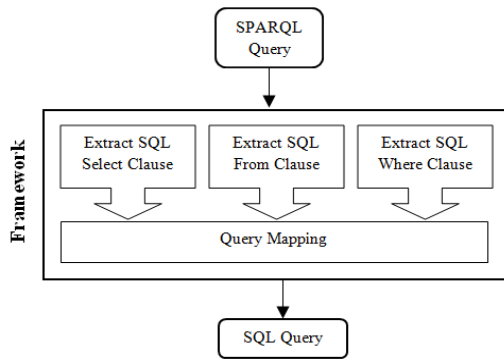 SPARQL
Query
Framework
Extract SQL
Select Clause
Extract SQL
From Clause
Extract SQL
Where Clause
Query Mapping
SQL Query